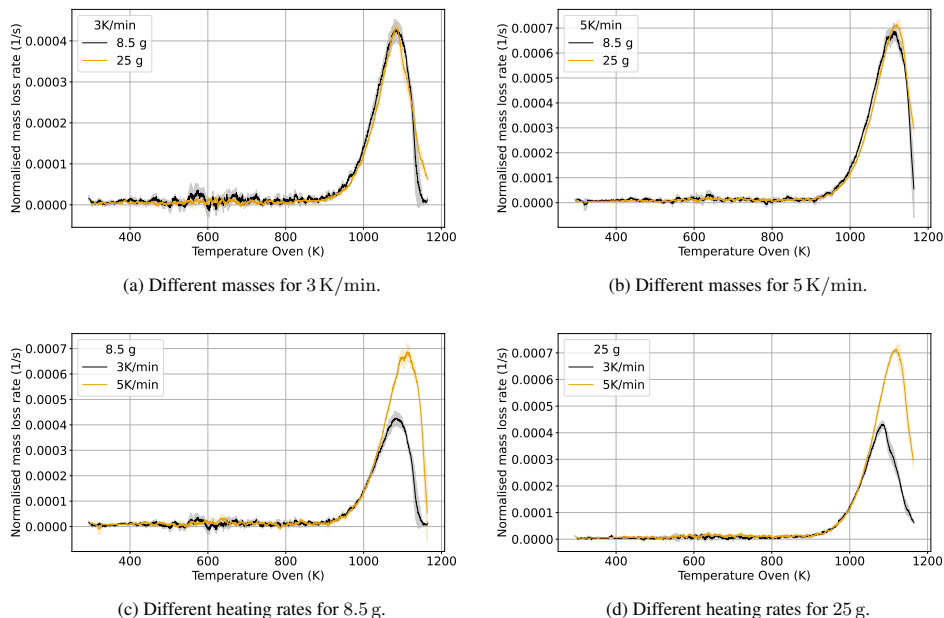 3K/min
8.5 g
25 g
Normalised mass loss rate (1/s)
0.0004
0.0003
0.0002
0.0001
0.0000
400 600 800 1000 1200
Temperature Oven (K)
(a) Different masses for 3 K/min.
5K/min
8.5 g
25 g
Normalised mass loss rate (1/s)
0.0007
0.0006
0.0005
0.0004
0.0003
0.0002
0.0001
0.0000
400 600 800 1000 1200
Temperature Oven (K)
(b) Different masses for 5 K/min.
8.5 g
3K/min
5K/min
Normalised mass loss rate (1/s)
0.0007
0.0006
0.0005
0.0004
0.0003
0.0002
0.0001
0.0000
400 600 800 1000 1200
Temperature Oven (K)
(c) Different heating rates for 8.5 g.
25 g
3K/min
5K/min
Normalised mass loss rate (1/s)
0.0007
0.0006
0.0005
0.0004
0.0003
0.0002
0.0001
0.0000
400 600 800 1000 1200
Temperature Oven (K)
(d) Different heating rates for 25 g.